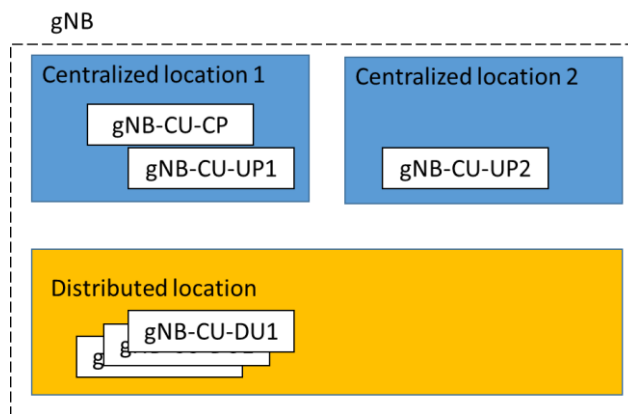 gNB
Centralized location 1
gNB-CU-CP
gNB-CU-UP1
Centralized location 2
gNB-CU-UP2
Distributed location
gNB-CU-DU1